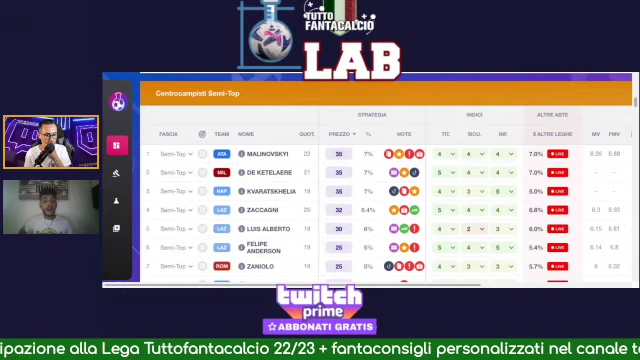 TUTTO
FANTACALCIO
LAB
Centrocampisti Semi-Top
STRATEGIA INDICI ALTRE ASTE
FASCIA TEAM NOME QUOT. PREZZO % NOTE TIT. BCU. INF. $ ALTRE LEGHE MV FMV
1 Semi-Top ATA MALINOVSKYI 22 35 7% 4 4 4 7.0% LIVE 6.26 6.88
2 Semi-Top MIL DE KETELAERE 21 35 7% 5 4 4 7.0% LIVE - -
3 Semi-Top NAP KVARATSKHELIA 18 35 7% 4 3 4 5.0% LIVE - -
4 Semi-Top LAZ ZACCAGNI 20 32 6.4% 5 4 4 6.6% LIVE 6.3 6.93
5 Semi-Top LAZ LUIS ALBERTO 18 30 6% 5 2 3 6.0% LIVE 6.15 6.81
6 Semi-Top LAZ FELIPE ANDERSON 19 25 5% 4 4 5 5.4% LIVE 6.14 6.8
7 Semi-Top ROM ZANIOLO 19 25 5% 4 3 3 5.7% LIVE 6 6.02
twitch
prime
ABBONATI GRATIS
ipazione alla Lega Tuttofantacalcio 22/23 + fantaconsigli personalizzati nel canale te